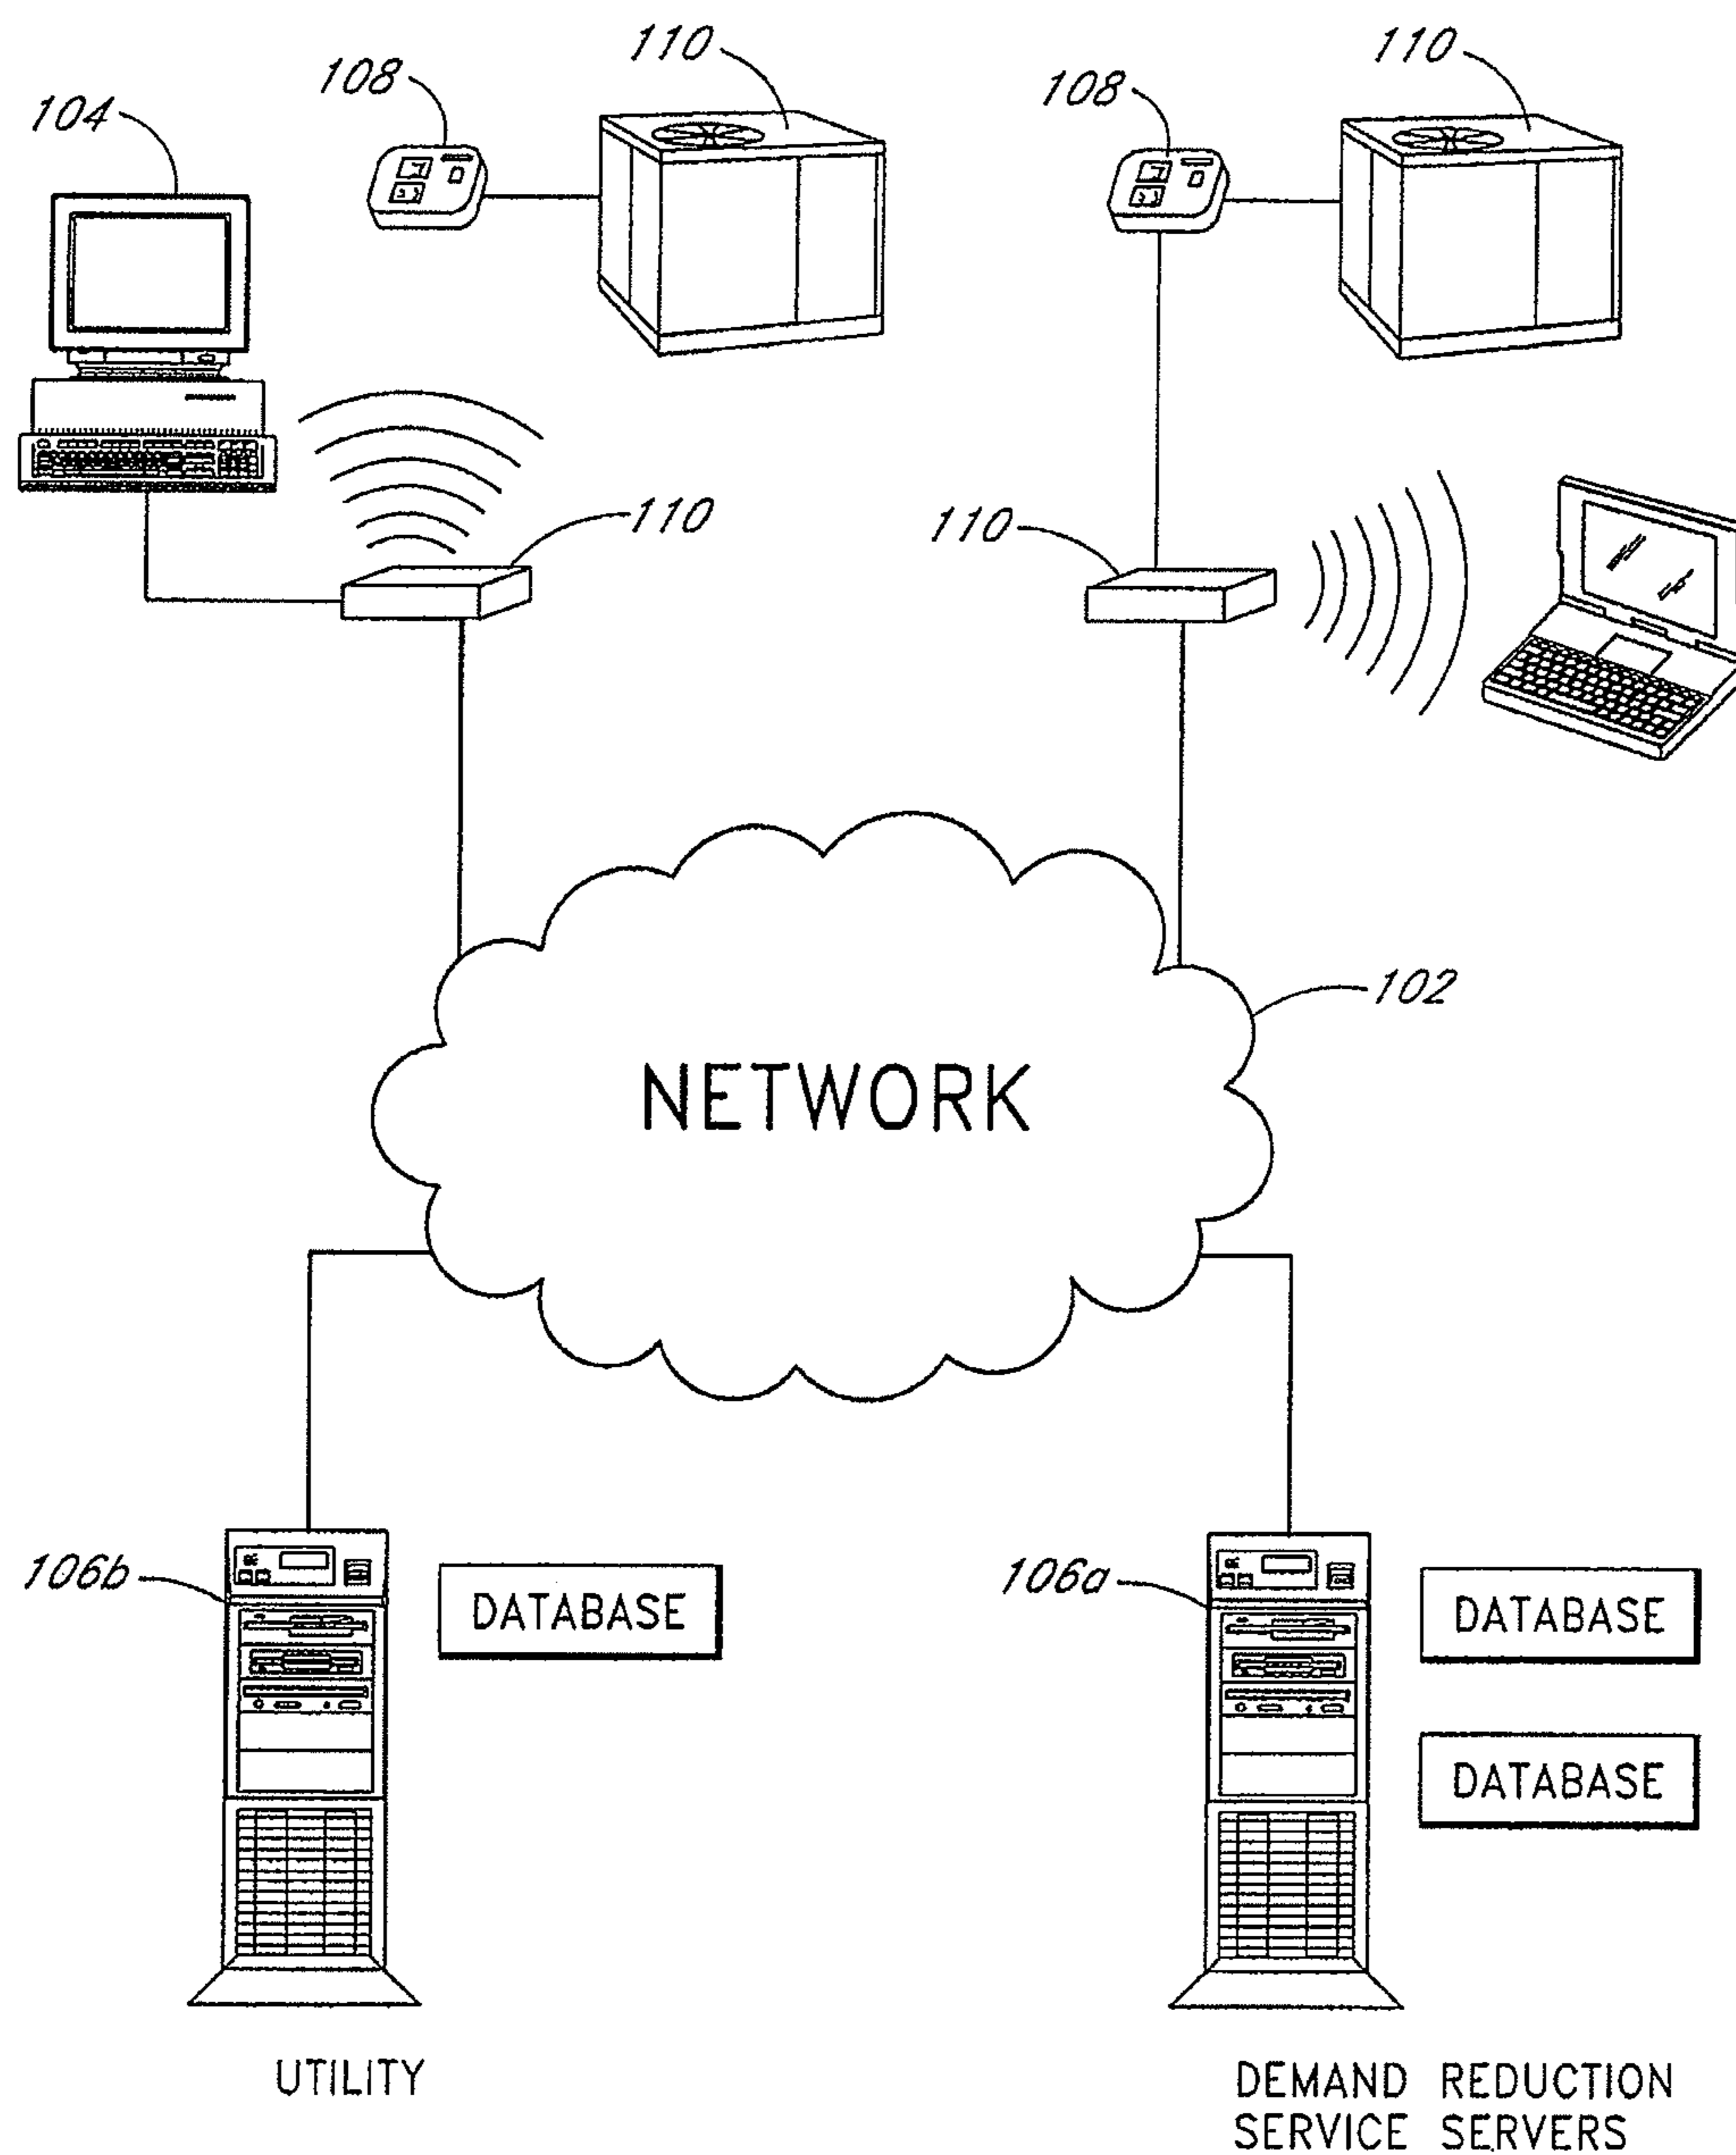 110
110
108
108
104
110
110
102
NETWORK
106b
DATABASE
106a
DATABASE
DATABASE
UTILITY
DEMAND REDUCTION
SERVICE SERVERS